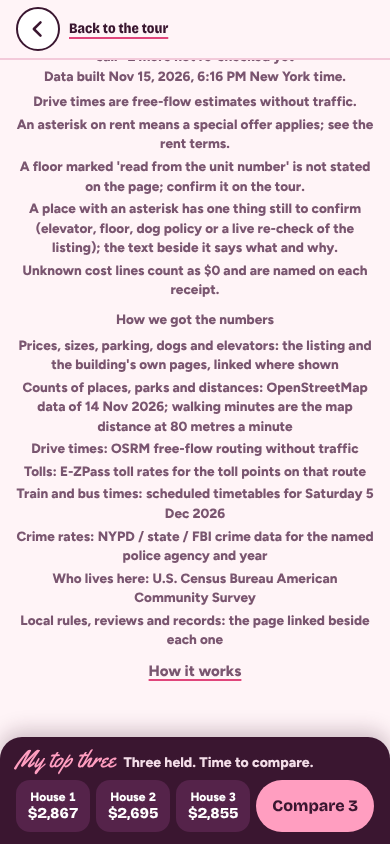 Back to the tour
Data built Nov 15, 2026, 6:16 PM New York time.
Drive times are free-flow estimates without traffic.
An asterisk on rent means a special offer applies; see the
rent terms.
A floor marked 'read from the unit number' is not stated
on the page; confirm it on the tour.
A place with an asterisk has one thing still to confirm
(elevator, floor, dog policy or a live re-check of the
listing); the text beside it says what and why.
Unknown cost lines count as $0 and are named on each
receipt.
How we got the numbers
Prices, sizes, parking, dogs and elevators: the listing and
the building's own pages, linked where shown
Counts of places, parks and distances: OpenStreetMap
data of 14 Nov 2026; walking minutes are the map
distance at 80 metres a minute
Drive times: OSRM free-flow routing without traffic
Tolls: E-ZPass toll rates for the toll points on that route
Train and bus times: scheduled timetables for Saturday 5
Dec 2026
Crime rates: NYPD / state / FBI crime data for the named
police agency and year
Who lives here: U.S. Census Bureau American
Community Survey
Local rules, reviews and records: the page linked beside
each one
How it works
My top three Three held. Time to compare.
House 1 House 2 House 3
$2,867 $2,695 $2,855
Compare 3